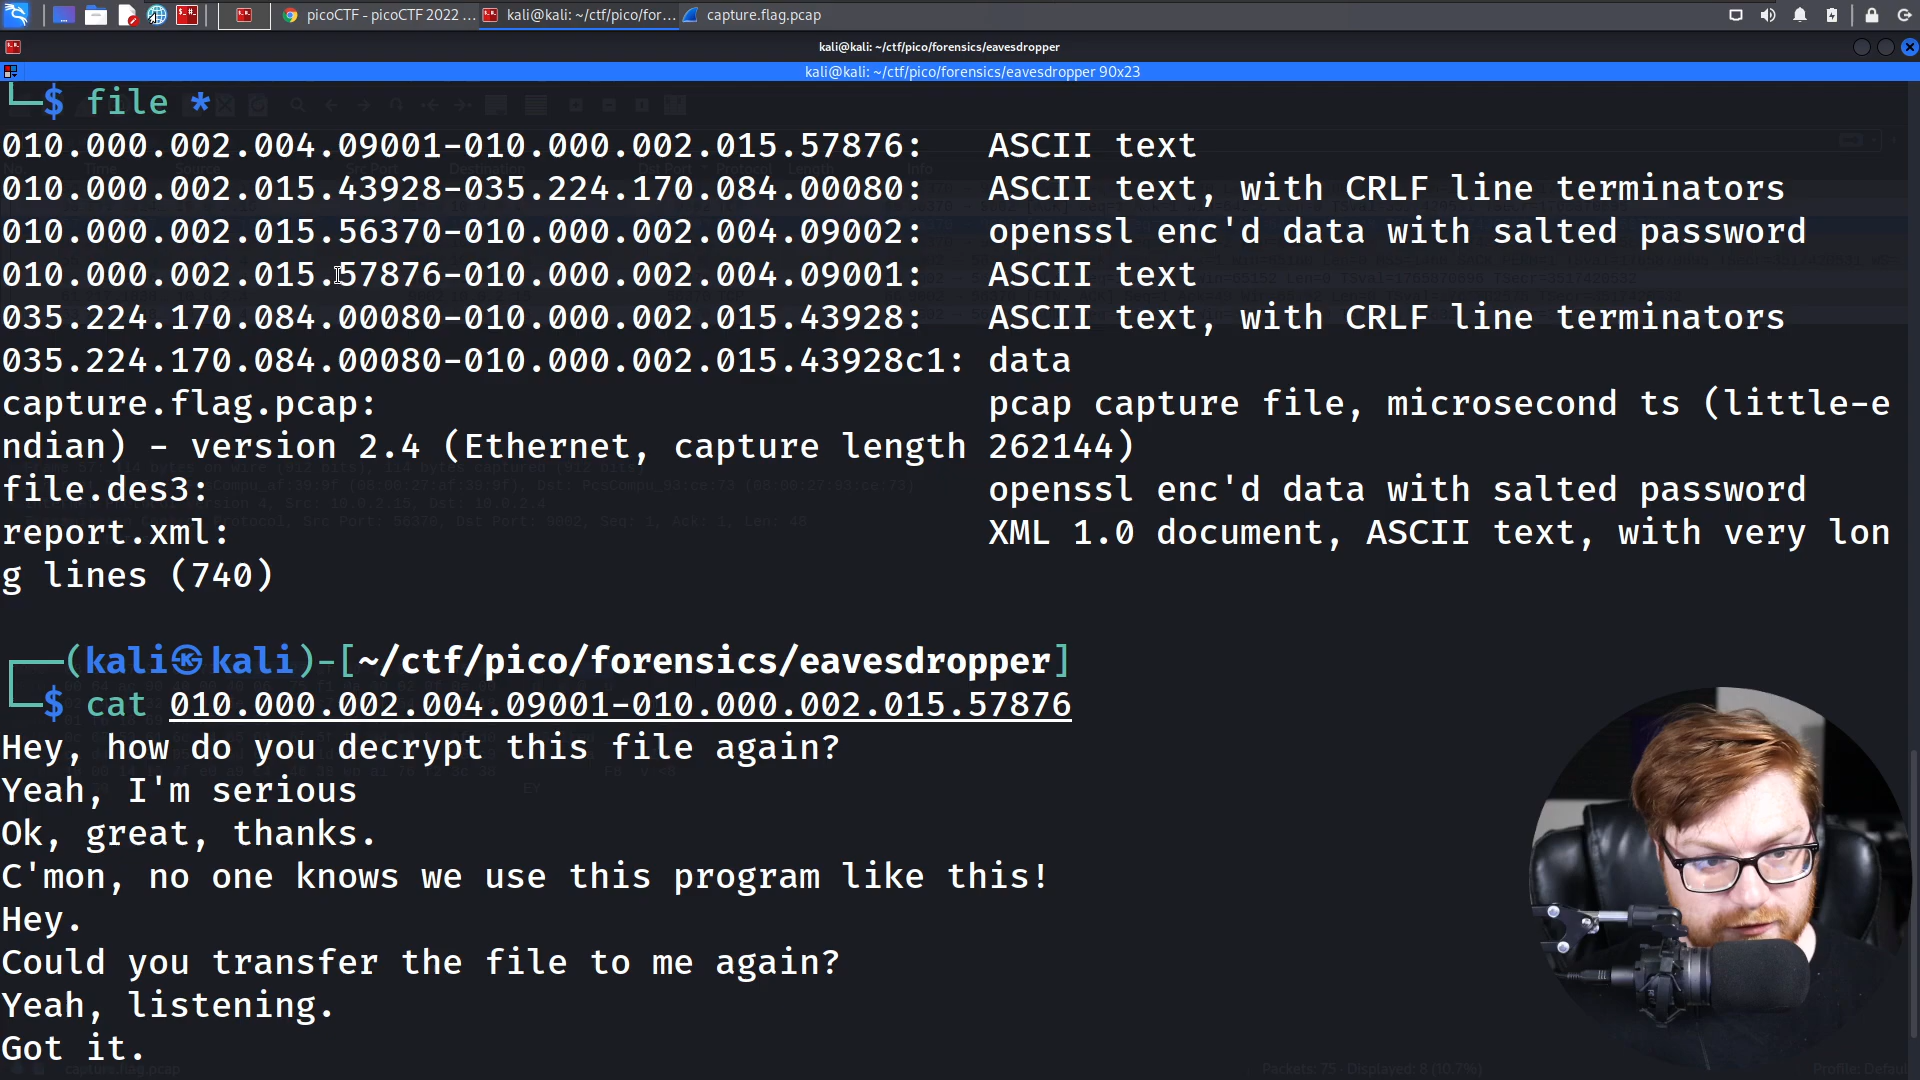 picoCTF - picoCTF 2022 ...
kali@kali: ~/ctf/pico/for...
capture.flag.pcap
kali@kali: ~/ctf/pico/forensics/eavesdropper
kali@kali: ~/ctf/pico/forensics/eavesdropper 90x23
└─$ file *
010.000.002.004.09001-010.000.002.015.57876:   ASCII text
010.000.002.015.43928-035.224.170.084.00080:   ASCII text, with CRLF line terminators
010.000.002.015.56370-010.000.002.004.09002:   openssl enc'd data with salted password
010.000.002.015.57876-010.000.002.004.09001:   ASCII text
035.224.170.084.00080-010.000.002.015.43928:   ASCII text, with CRLF line terminators
035.224.170.084.00080-010.000.002.015.43928c1: data
capture.flag.pcap:                             pcap capture file, microsecond ts (little-e
ndian) - version 2.4 (Ethernet, capture length 262144)
file.des3:                                     openssl enc'd data with salted password
report.xml:                                    XML 1.0 document, ASCII text, with very lon
g lines (740)
┌──(kali㉿kali)-[~/ctf/pico/forensics/eavesdropper]
└─$ cat 010.000.002.004.09001-010.000.002.015.57876
Hey, how do you decrypt this file again?
Yeah, I'm serious
Ok, great, thanks.
C'mon, no one knows we use this program like this!
Hey.
Could you transfer the file to me again?
Yeah, listening.
Got it.
capture.flag.pcap
Packets: 75
Displayed: 8 (10.7%)